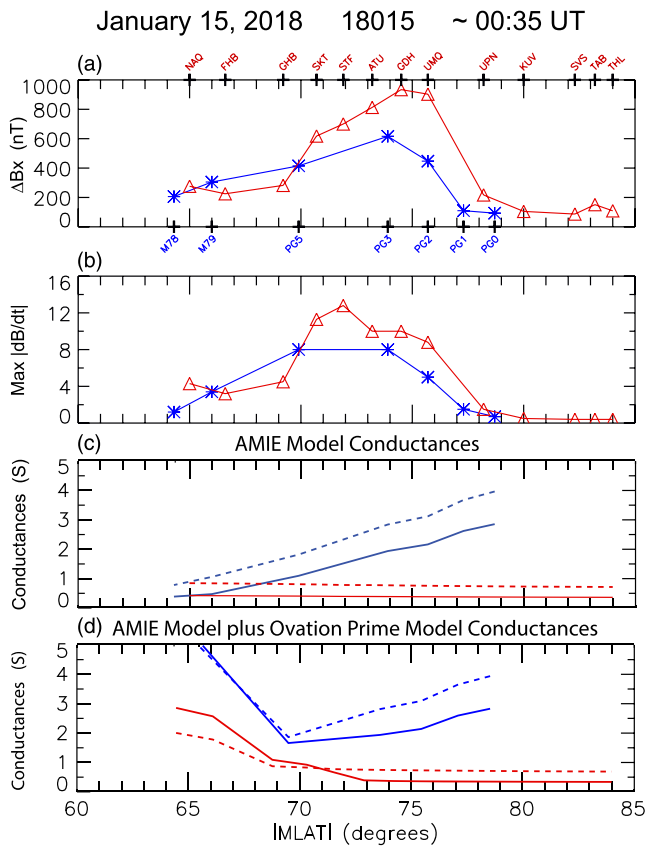 January 15, 2018 18015 ~ 00:35 UT
(a)
NAQ FHB GHB SKT STF ATU GDH UMQ UPN KUV SVS TAB THL
1000
800
600
400
200
0
ΔBx (nT)
M78 M79 PG5 PG3 PG2 PG1 PG0
(b)
16
12
8
4
0
Max |dB/dt|
(c) AMIE Model Conductances
5
4
3
2
1
0
Conductances (S)
(d) AMIE Model plus Ovation Prime Model Conductances
5
4
3
2
1
0
Conductances (S)
60 65 70 75 80 85
|MLAT| (degrees)